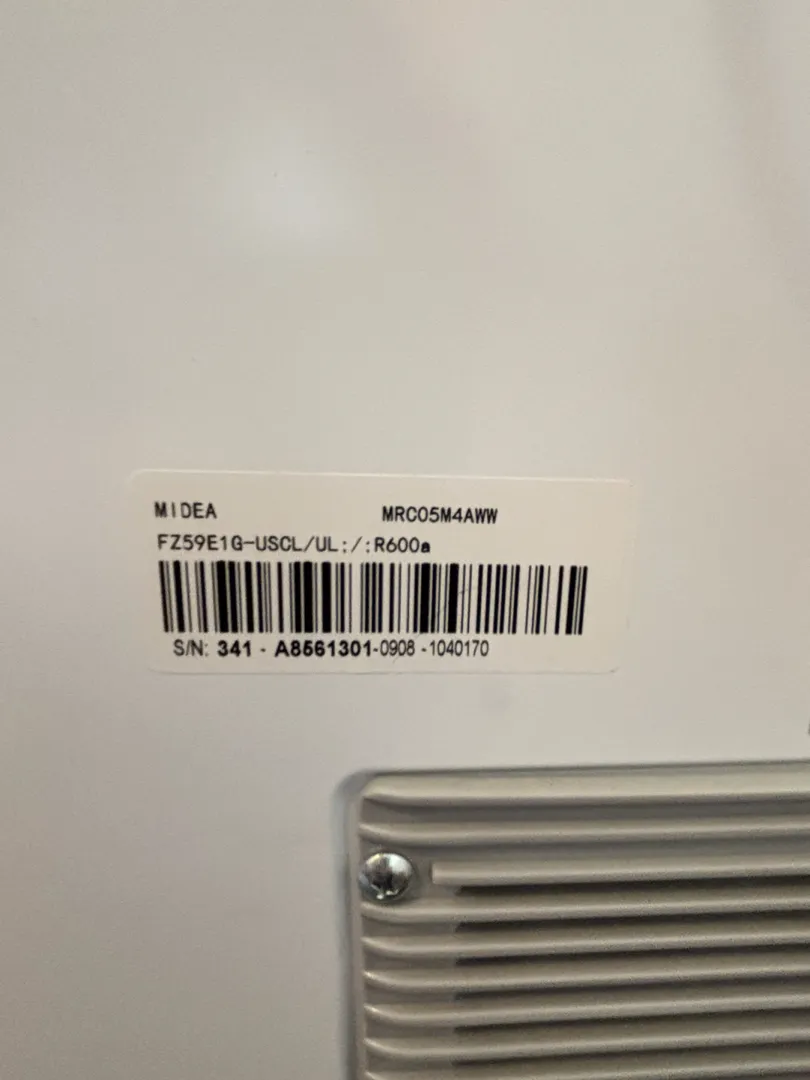 MIDEA MRC05M4AWW
FZ59E1G-USCL/UL:/:R600a
S/N: 341 - A8561301-0908 -1040170